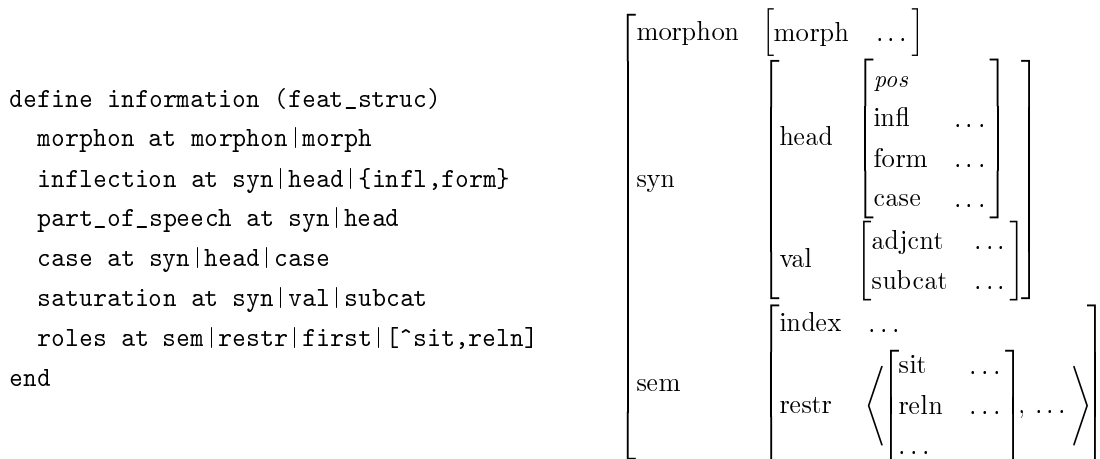 define information (feat_struc)
morphon at morphon|morph
inflection at syn|head|{infl,form}
part_of_speech at syn|head
case at syn|head|case
saturation at syn|val|subcat
roles at sem|restr|first|[^sit,reln]
end
morphon [morph ...]
syn
head
pos
infl ...
form ...
case ...
val
adjcnt ...
subcat ...
sem
index ...
restr
sit ...
reln ... , ...
...